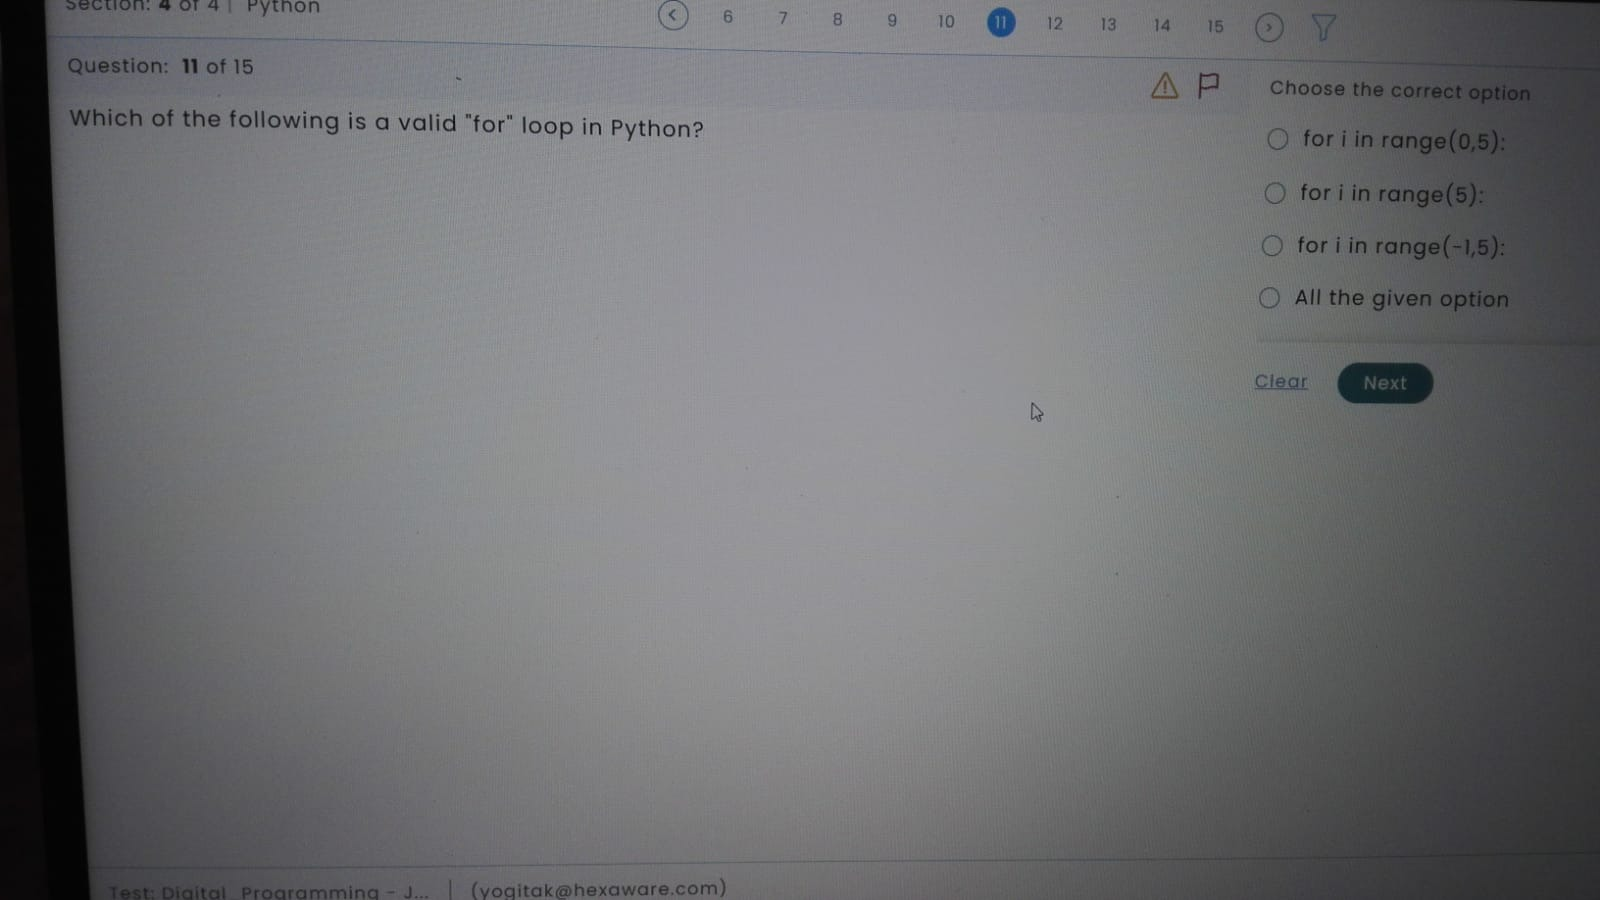 Section: 4 of 4 | Python
6 7 8 9 10 11 12 13 14 15
Question: 11 of 15
Which of the following is a valid "for" loop in Python?
Choose the correct option
for i in range(0,5):
for i in range(5):
for i in range(-1,5):
All the given option
Clear
Next
Test: Digital_Programming - J... | (yogitak@hexaware.com)